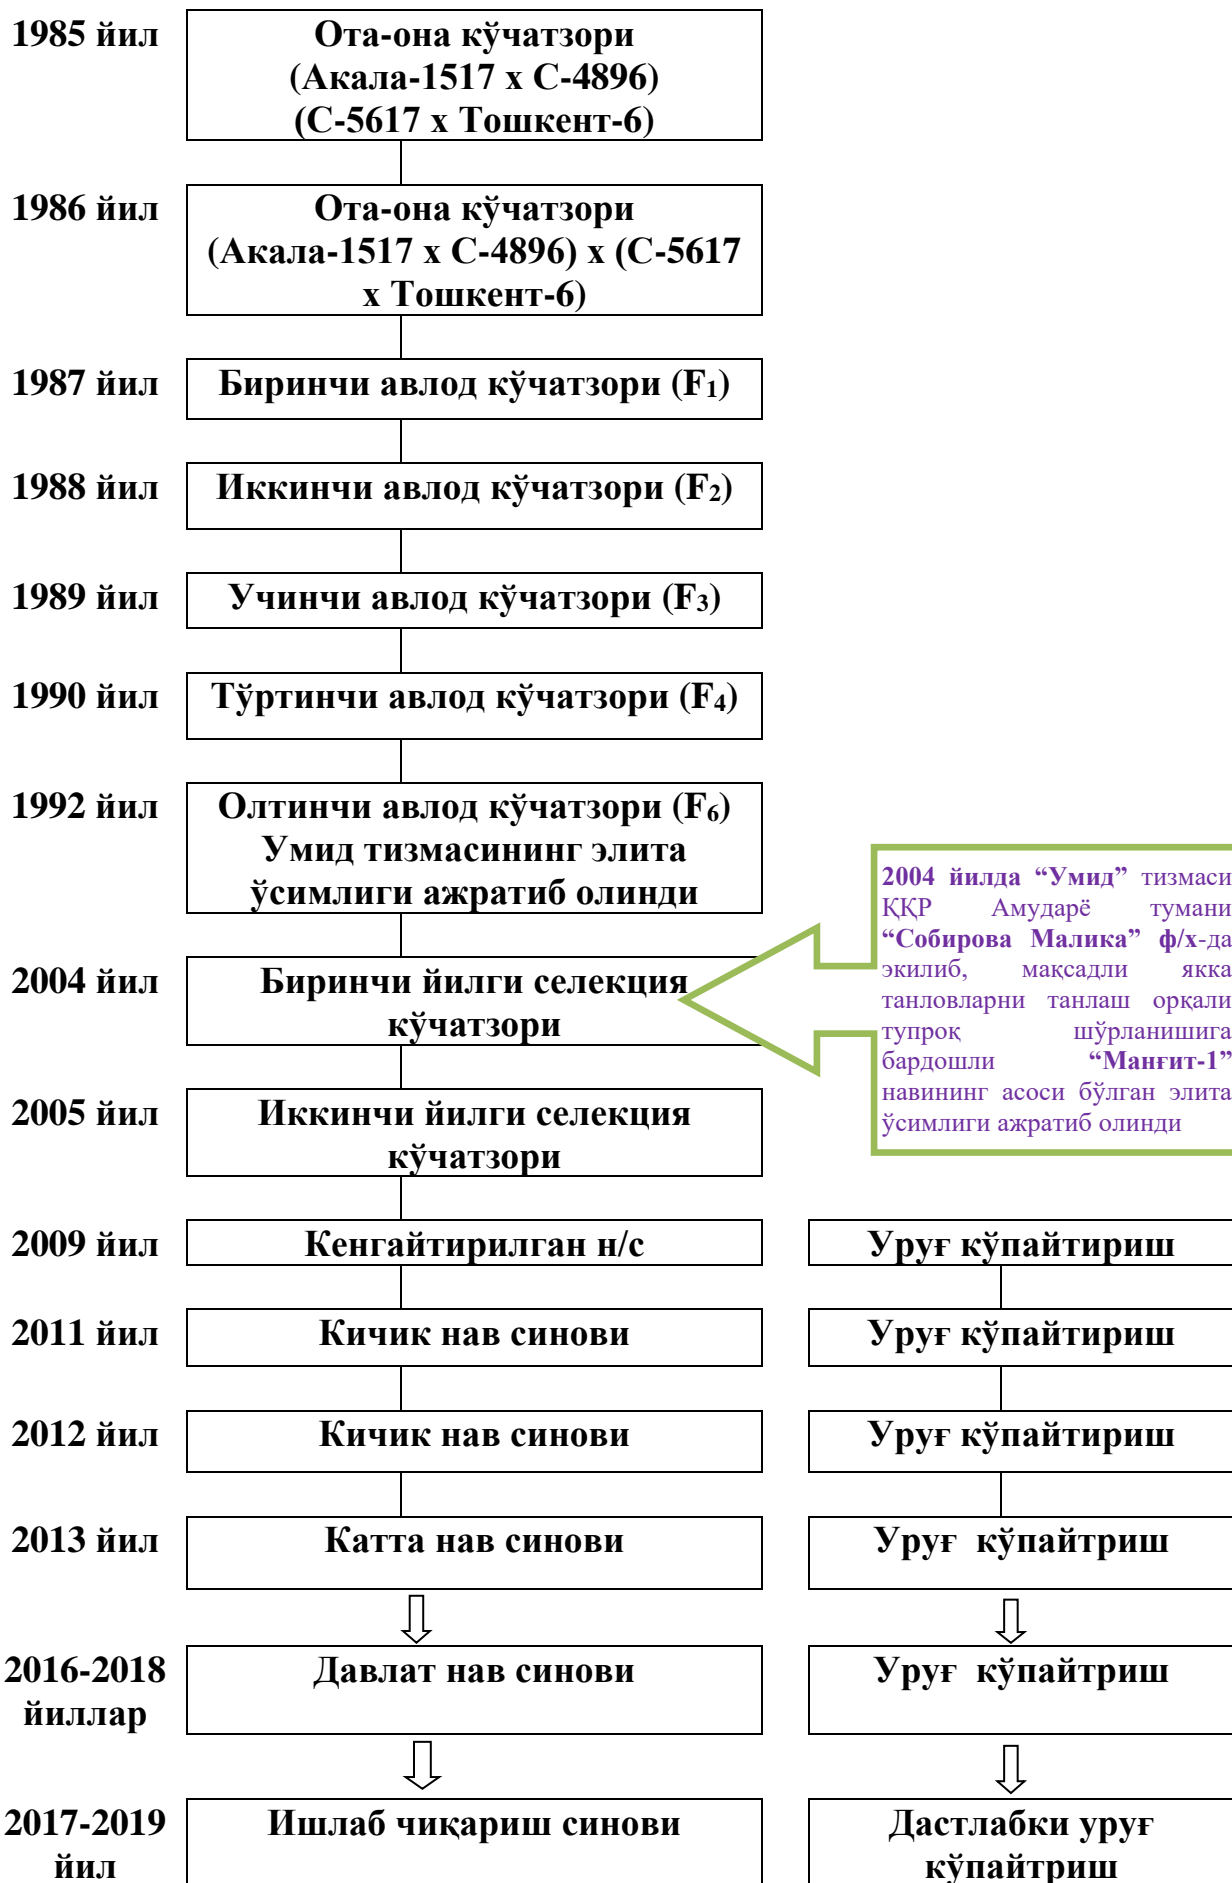 1985 йил
Ота-она кўчатзори
(Акала-1517 х С-4896)
(С-5617 х Тошкент-6)
1986 йил
Ота-она кўчатзори
(Акала-1517 х С-4896) х (С-5617
х Тошкент-6)
1987 йил
Биринчи авлод кўчатзори (F₁)
1988 йил
Иккинчи авлод кўчатзори (F₂)
1989 йил
Учинчи авлод кўчатзори (F₃)
1990 йил
Тўртинчи авлод кўчатзори (F₄)
1992 йил
Олтинчи авлод кўчатзори (F₆)
Умид тизмасининг элита
ўсимлиги ажратиб олинди
2004 йилда “Умид” тизмаси
ҚҚР Амударё тумани
“Собирова Малика” ф/х-да
экилиб, мақсадли якка
танловларни танлаш орқали
тупроқ шўрланишига
бардошли “Манғит-1”
навининг асоси бўлган элита
ўсимлиги ажратиб олинди
2004 йил
Биринчи йилги селекция
кўчатзори
2005 йил
Иккинчи йилги селекция
кўчатзори
2009 йил
Кенгайтирилган н/с
Уруғ кўпайтириш
2011 йил
Кичик нав синови
Уруғ кўпайтириш
2012 йил
Кичик нав синови
Уруғ кўпайтириш
2013 йил
Катта нав синови
Уруғ кўпайтриш
2016-2018
йиллар
Давлат нав синови
Уруғ кўпайтриш
2017-2019
йил
Ишлаб чиқариш синови
Дастлабки уруғ
кўпайтриш